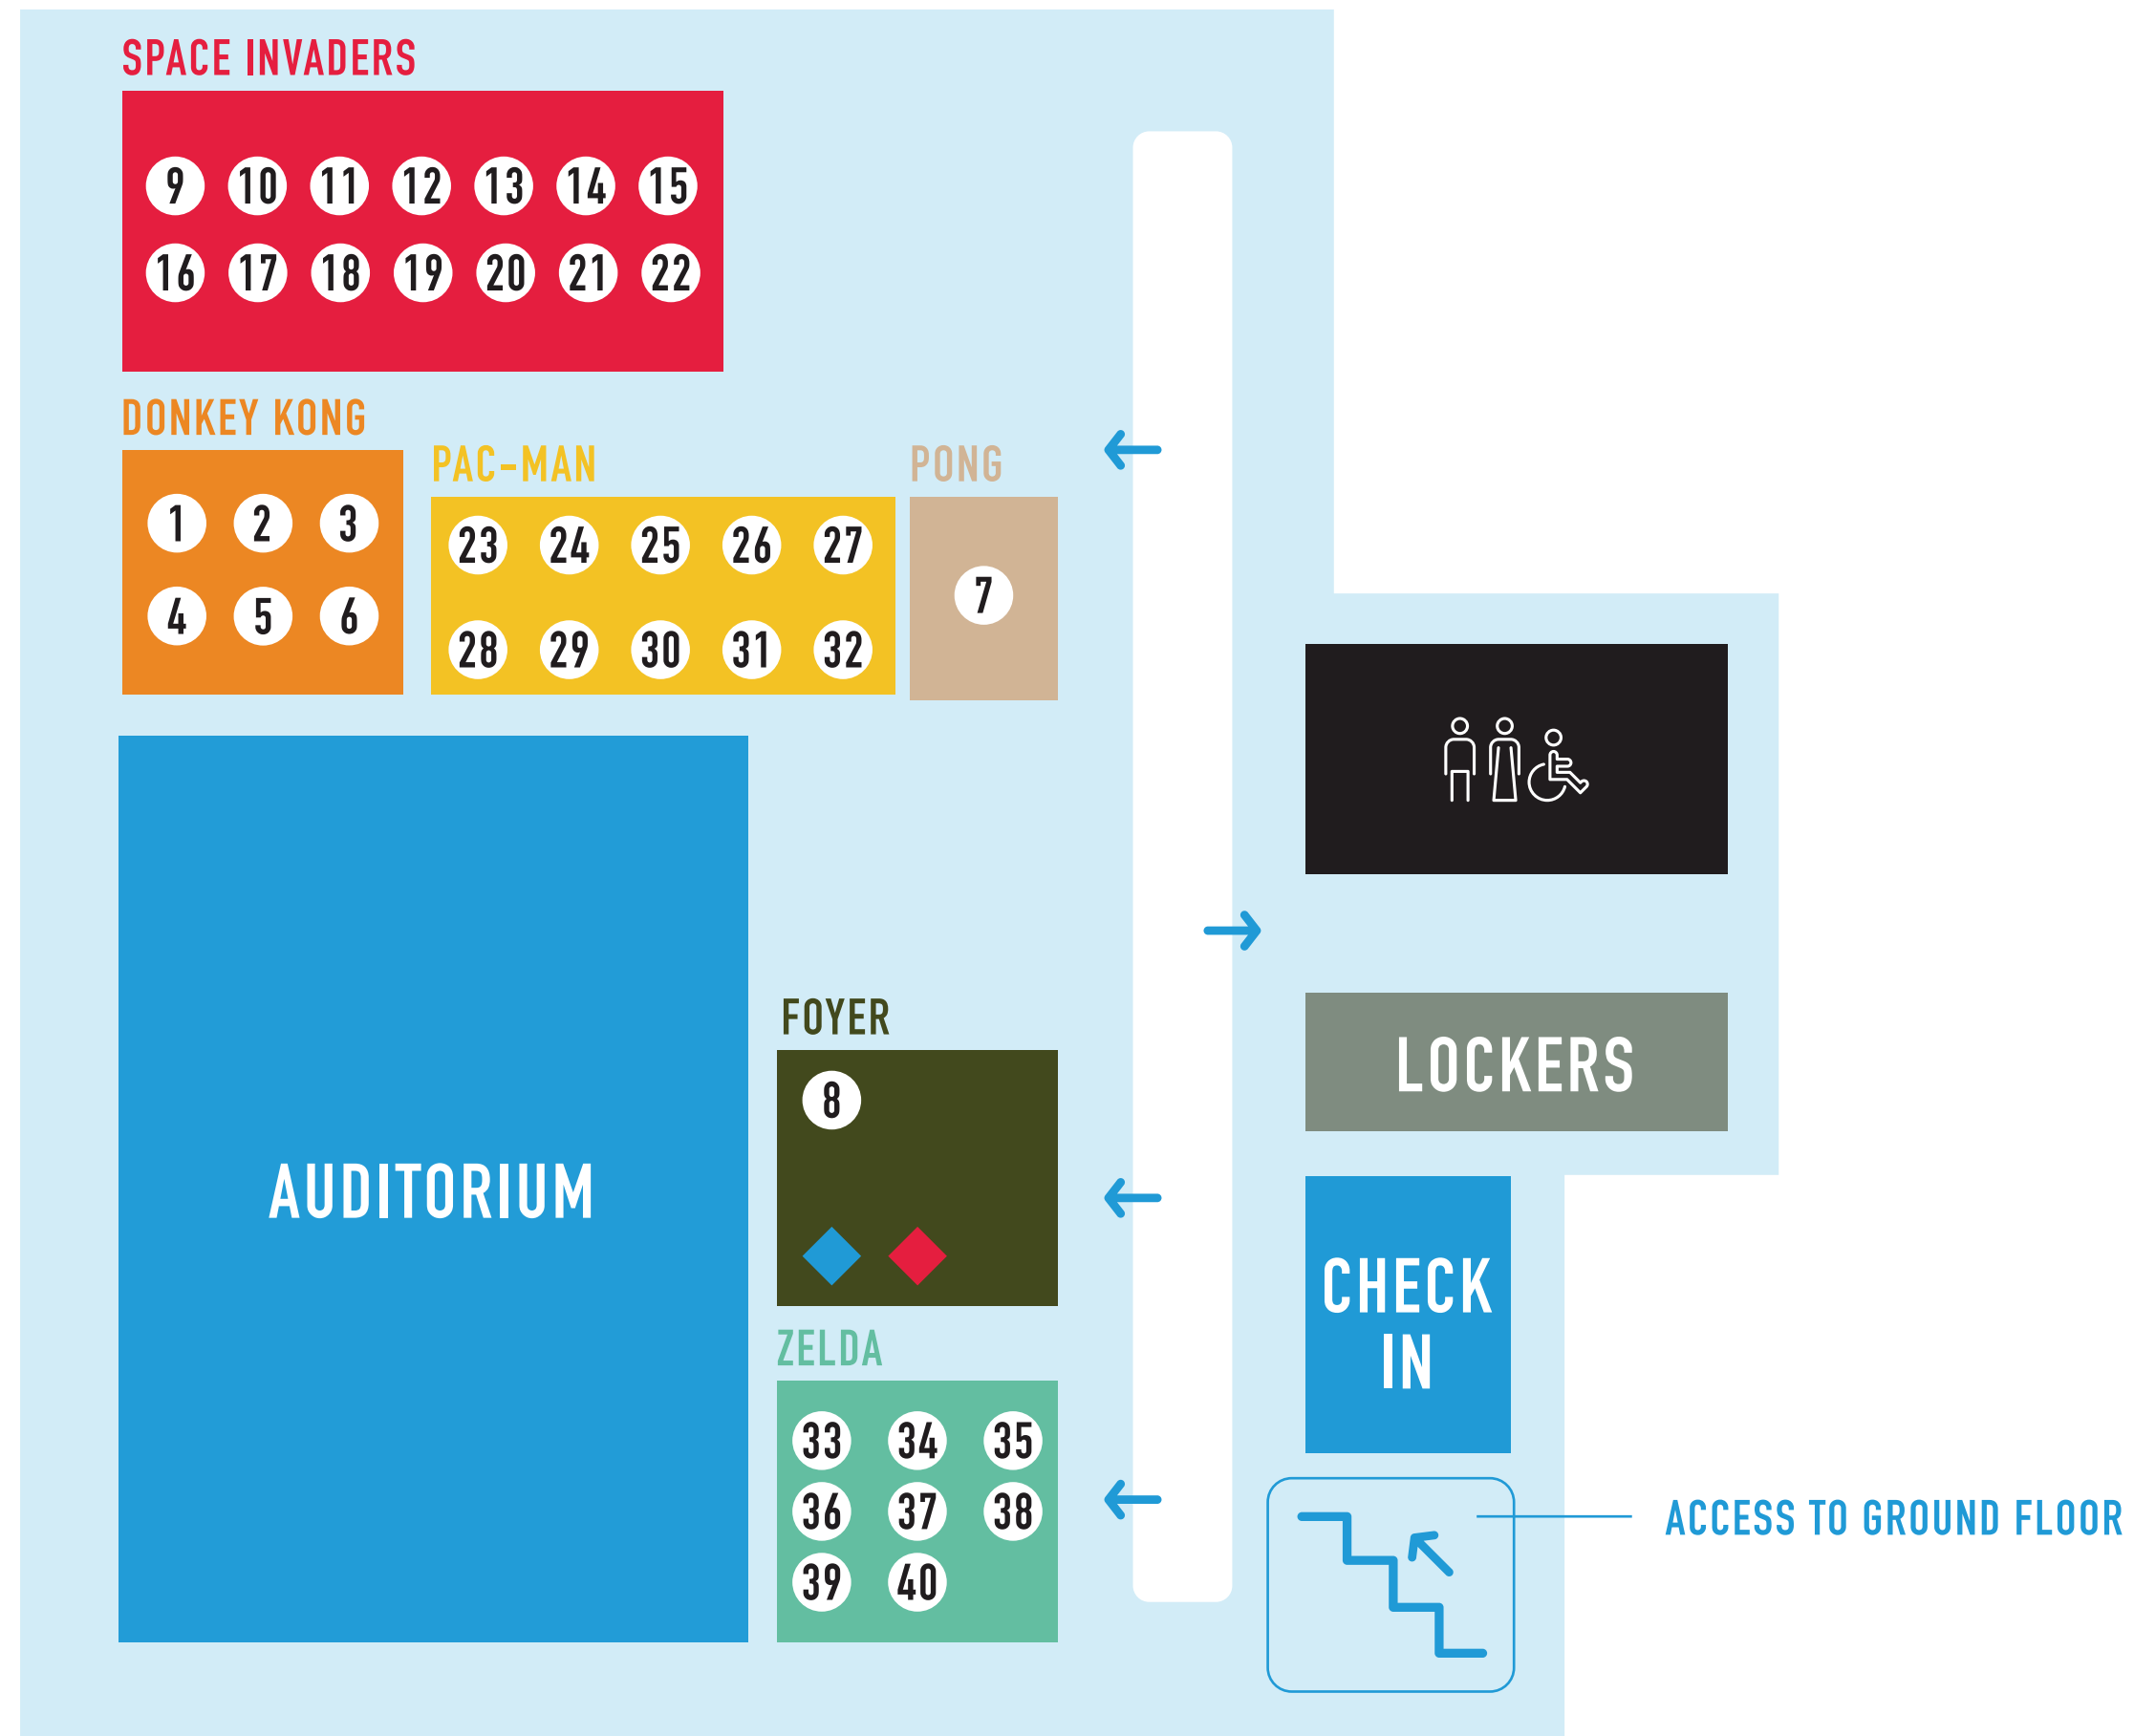 SPACE INVADERS
9 10 11 12 13 14 15
16 17 18 19 20 21 22
DONKEY KONG
1 2 3
4 5 6
PAC-MAN
23 24 25 26 27
28 29 30 31 32
PONG
7
AUDITORIUM
FOYER
8
ZELDA
33 34 35
36 37 38
39 40
LOCKERS
CHECK
IN
ACCESS TO GROUND FLOOR